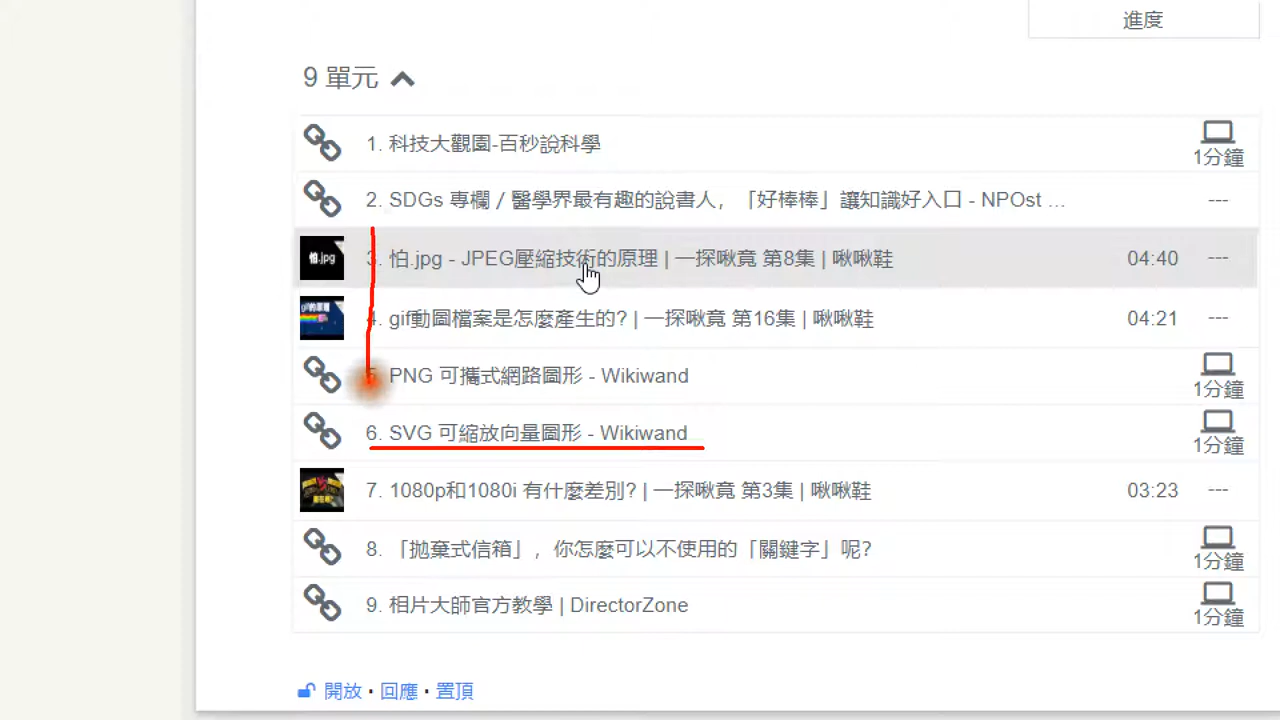 進度
9 單元
1. 科技大觀園-百秒說科學
1分鐘
2. SDGs 專欄 / 醫學界最有趣的說書人，「好棒棒」讓知識好入口 - NPOst ...
---
怕.jpg
3. 怕.jpg - JPEG壓縮技術的原理 | 一探啾竟 第8集 | 啾啾鞋
04:40 ---
4. gif動圖檔案是怎麼產生的? | 一探啾竟 第16集 | 啾啾鞋
04:21 ---
5. PNG 可攜式網路圖形 - Wikiwand
1分鐘
6. SVG 可縮放向量圖形 - Wikiwand
1分鐘
7. 1080p和1080i 有什麼差別? | 一探啾竟 第3集 | 啾啾鞋
03:23 ---
8. 「拋棄式信箱」，你怎麼可以不使用的「關鍵字」呢?
1分鐘
9. 相片大師官方教學 | DirectorZone
1分鐘
開放 · 回應 · 置頂